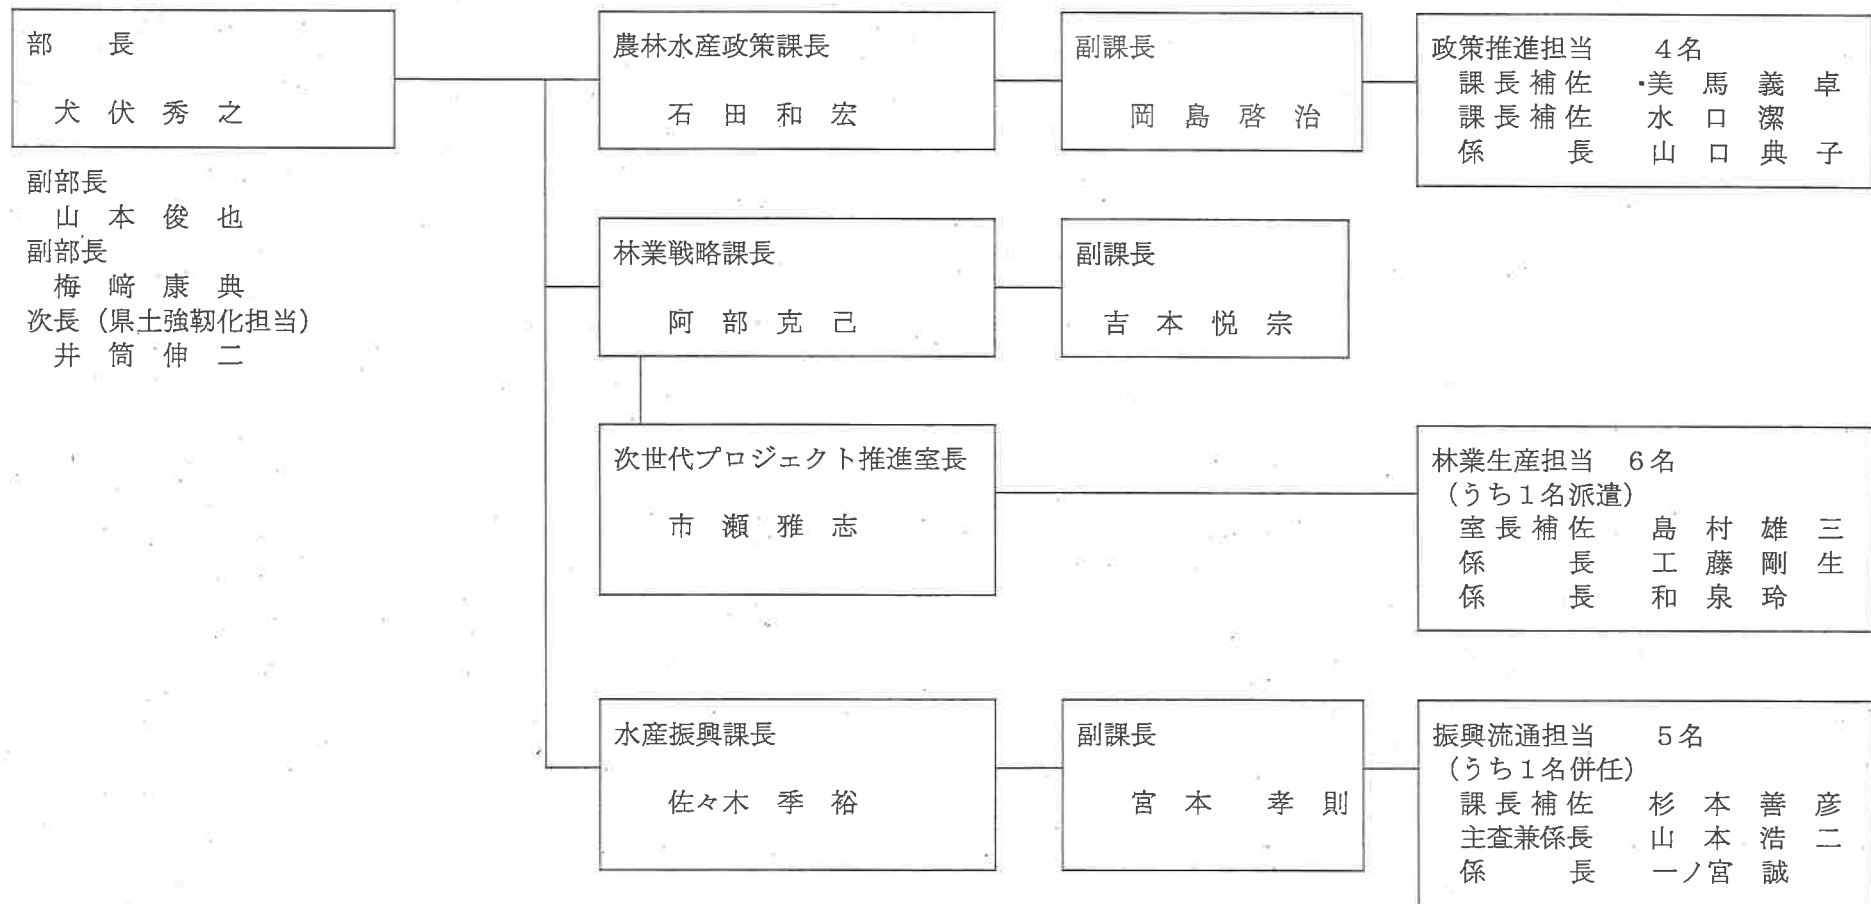 部　　長
犬　伏　秀　之
副部長
山　本　俊　也
副部長
梅　﨑　康　典
次長（県土強靱化担当）
井　筒　伸　二
農林水産政策課長
石　田　和　宏
副課長
岡　島　啓　治
政策推進担当　　４名
課長補佐　美　馬　義　卓
課長補佐　水　口　潔
係　　長　山　口　典　子
林業戦略課長
阿　部　克　己
副課長
吉　本　悦　宗
次世代プロジェクト推進室長
市　瀬　雅　志
林業生産担当　６名
（うち１名派遣）
室長補佐　島　村　雄　三
係　　長　工　藤　剛　生
係　　長　和　泉　玲
水産振興課長
佐々木　季　裕
副課長
宮　本　　孝　則
振興流通担当　　５名
（うち１名併任）
課長補佐　杉　本　善　彦
主査兼係長　山　本　浩　二
係　　長　一ノ宮　誠